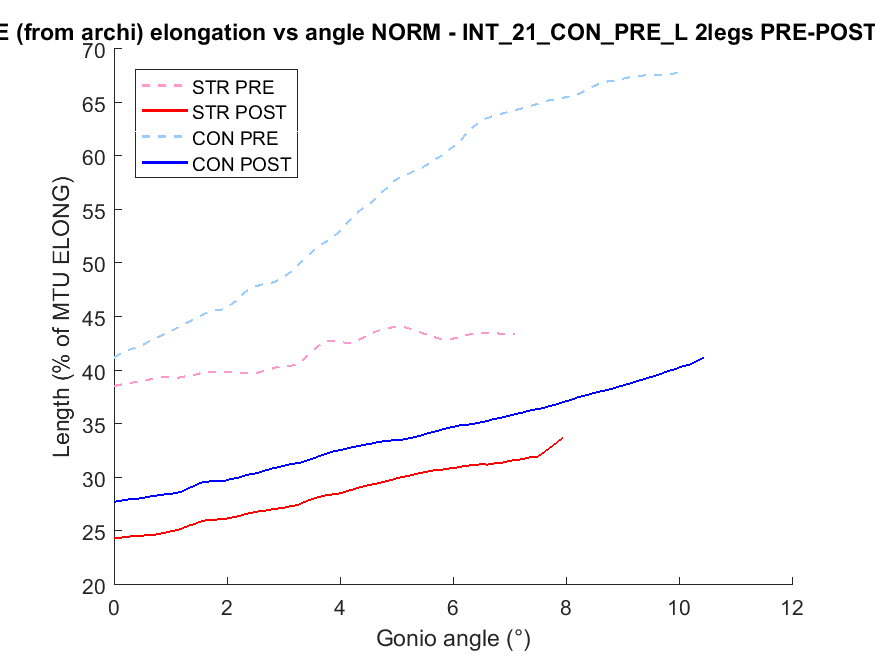 E (from archi) elongation vs angle NORM - INT_21_CON_PRE_L 2legs PRE-POST
70
65
60
55
50
45
40
35
30
25
20
STR PRE
STR POST
CON PRE
CON POST
Length (% of MTU ELONG)
0 2 4 6 8 10 12
Gonio angle (°)